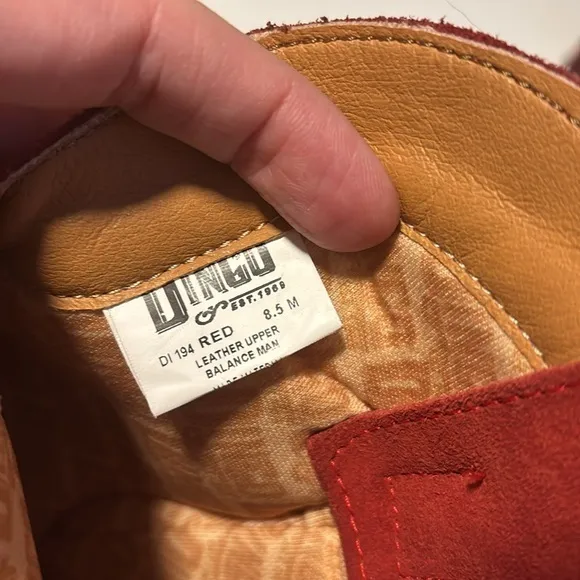 DINGO
EST. 1969
DI 194 RED 8.5 M
LEATHER UPPER
BALANCE MAN